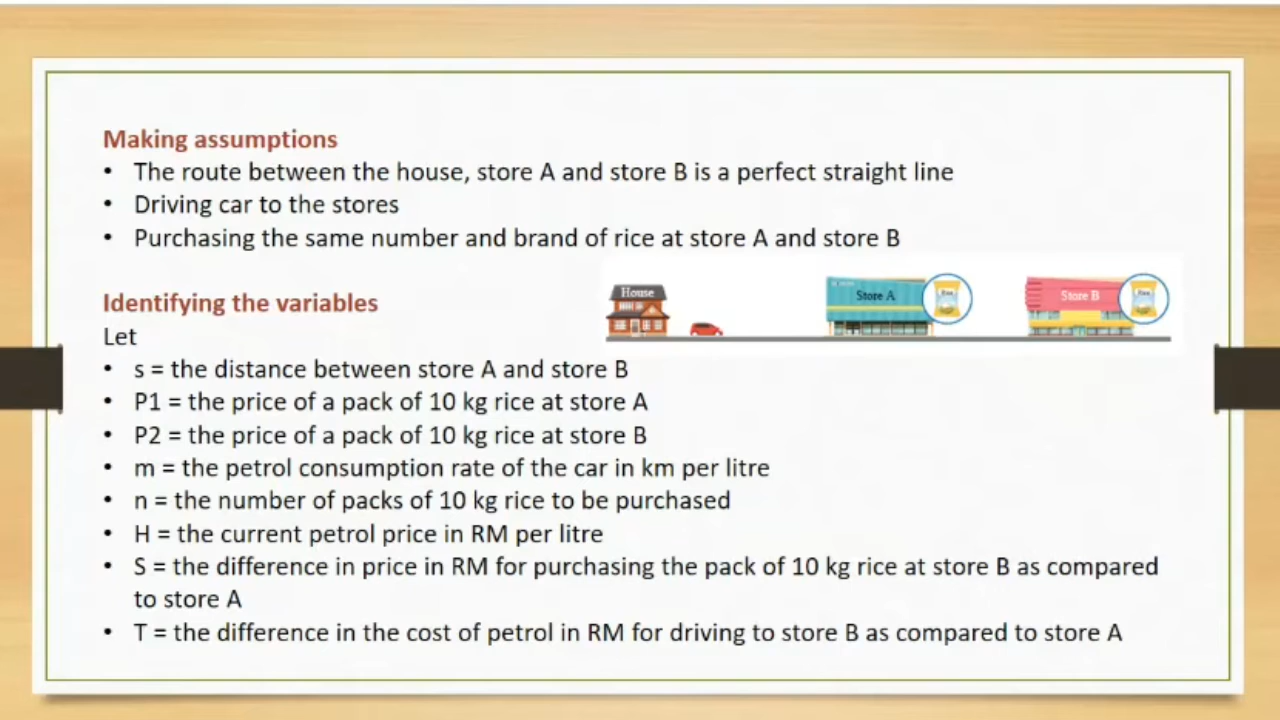 Making assumptions
• The route between the house, store A and store B is a perfect straight line
• Driving car to the stores
• Purchasing the same number and brand of rice at store A and store B
Identifying the variables
House
Store A
Rice
Store B
Rice
Let
• s = the distance between store A and store B
• P1 = the price of a pack of 10 kg rice at store A
• P2 = the price of a pack of 10 kg rice at store B
• m = the petrol consumption rate of the car in km per litre
• n = the number of packs of 10 kg rice to be purchased
• H = the current petrol price in RM per litre
• S = the difference in price in RM for purchasing the pack of 10 kg rice at store B as compared
to store A
• T = the difference in the cost of petrol in RM for driving to store B as compared to store A